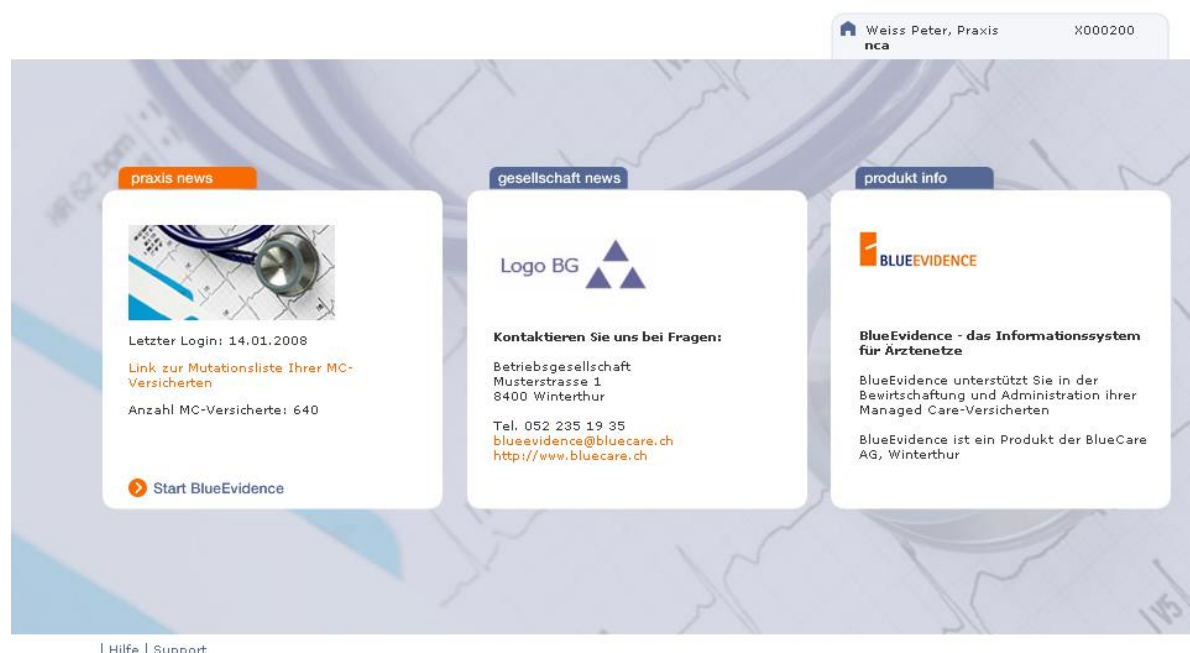 Weiss Peter, Praxis X000200
nca
praxis news
Letzter Login: 14.01.2008
Link zur Mutationsliste Ihrer MC-
Versicherten
Anzahl MC-Versicherte: 640
Start BlueEvidence
gesellschaft news
Logo BG
Kontaktieren Sie uns bei Fragen:
Betriebsgesellschaft
Musterstrasse 1
8400 Winterthur
Tel. 052 235 19 35
blueevidence@bluecare.ch
http://www.bluecare.ch
produkt info
BLUEEVIDENCE
BlueEvidence - das Informationssystem
für Ärztenetze
BlueEvidence unterstützt Sie in der
Bewirtschaftung und Administration ihrer
Managed Care-Versicherten
BlueEvidence ist ein Produkt der BlueCare
AG, Winterthur
HR 62 bpm
V5
| Hilfe | Support